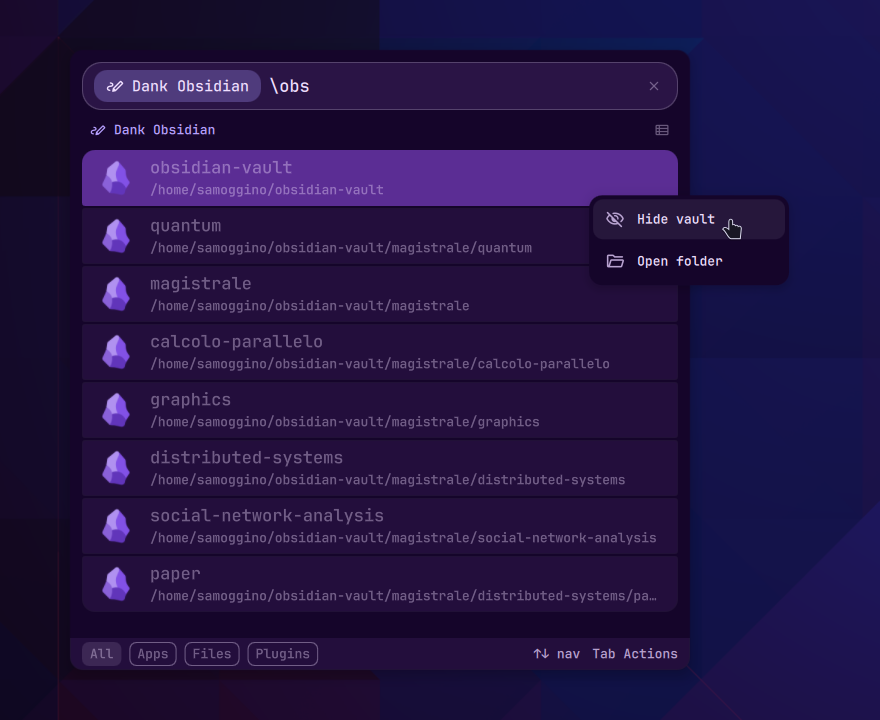 Dank Obsidian \obs
Dank Obsidian
obsidian-vault
/home/samoggino/obsidian-vault
Hide vault
Open folder
quantum
/home/samoggino/obsidian-vault/magistrale/quantum
magistrale
/home/samoggino/obsidian-vault/magistrale
calcolo-parallelo
/home/samoggino/obsidian-vault/magistrale/calcolo-parallelo
graphics
/home/samoggino/obsidian-vault/magistrale/graphics
distributed-systems
/home/samoggino/obsidian-vault/magistrale/distributed-systems
social-network-analysis
/home/samoggino/obsidian-vault/magistrale/social-network-analysis
paper
/home/samoggino/obsidian-vault/magistrale/distributed-systems/pa…
All Apps Files Plugins ↑↓ nav Tab Actions